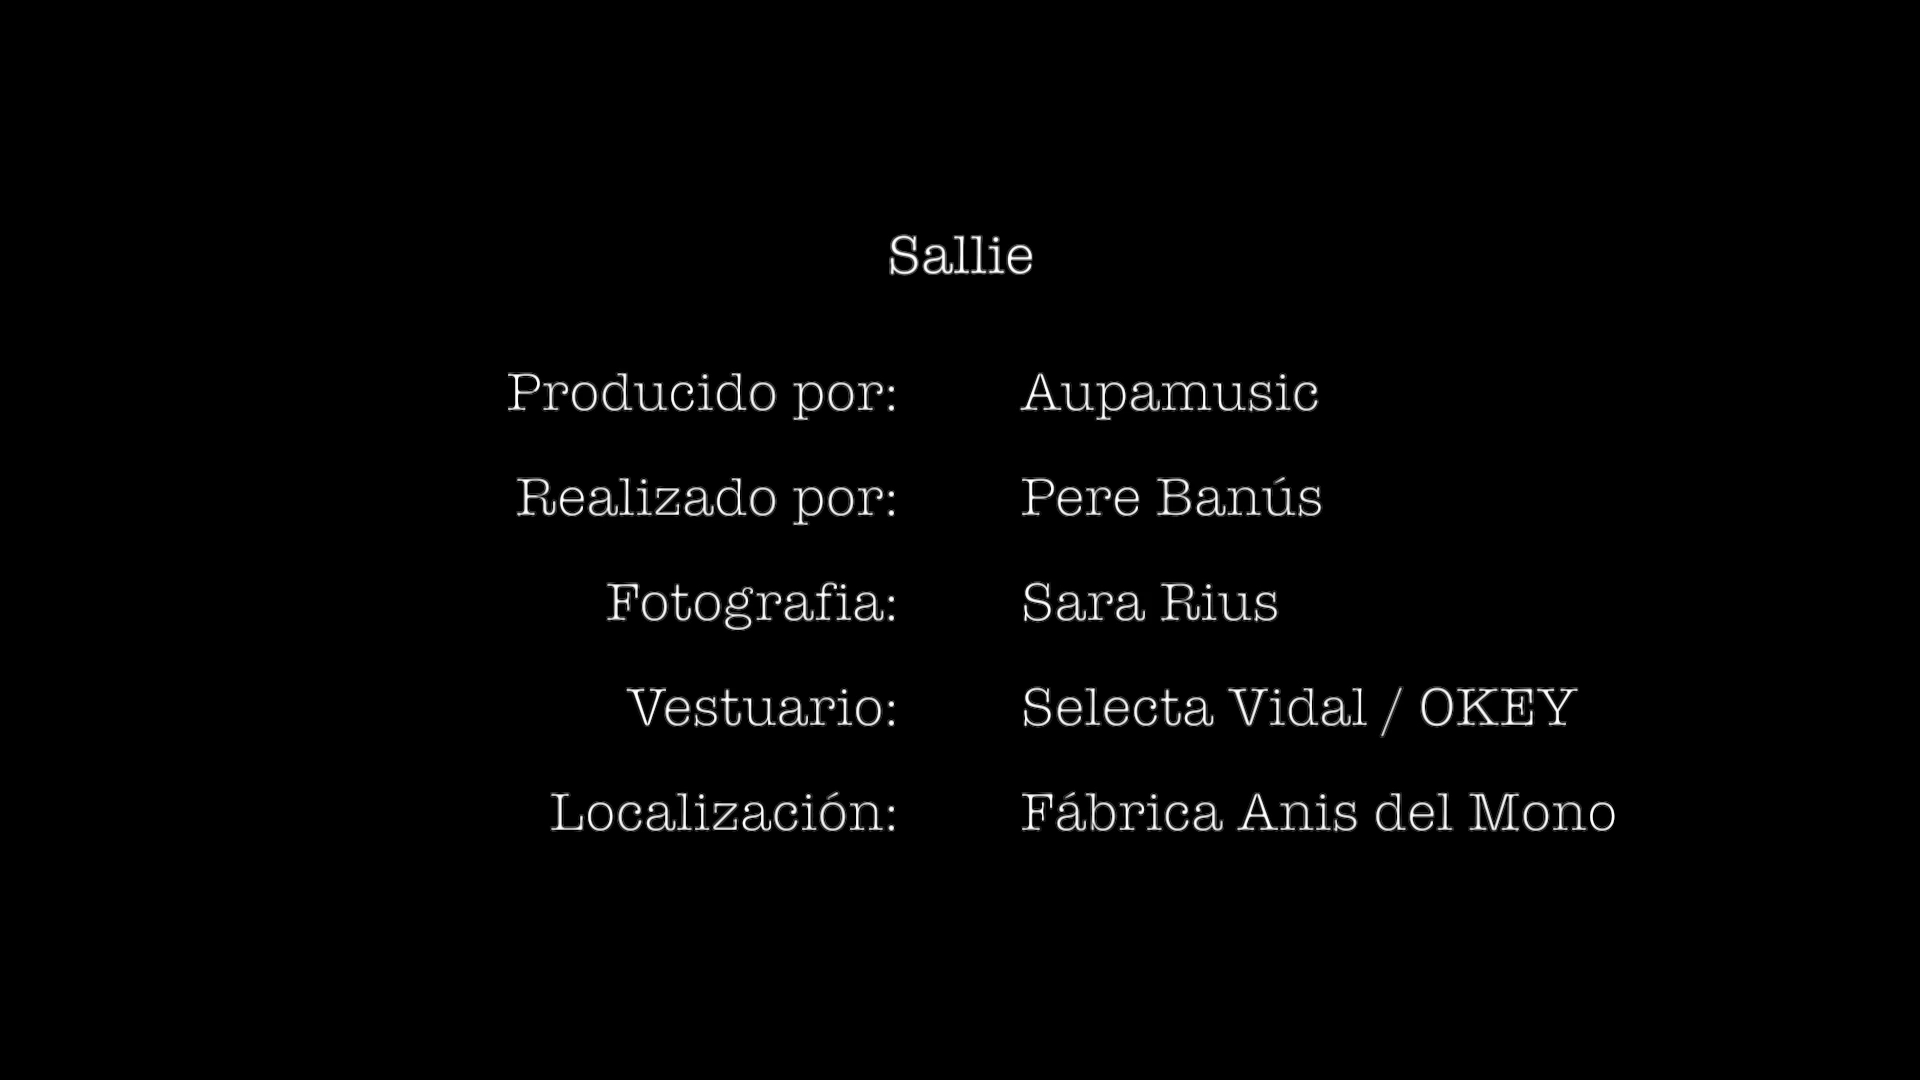 Sallie
Producido por: Aupamusic
Realizado por: Pere Banús
Fotografia: Sara Rius
Vestuario: Selecta Vidal / OKEY
Localización: Fábrica Anis del Mono